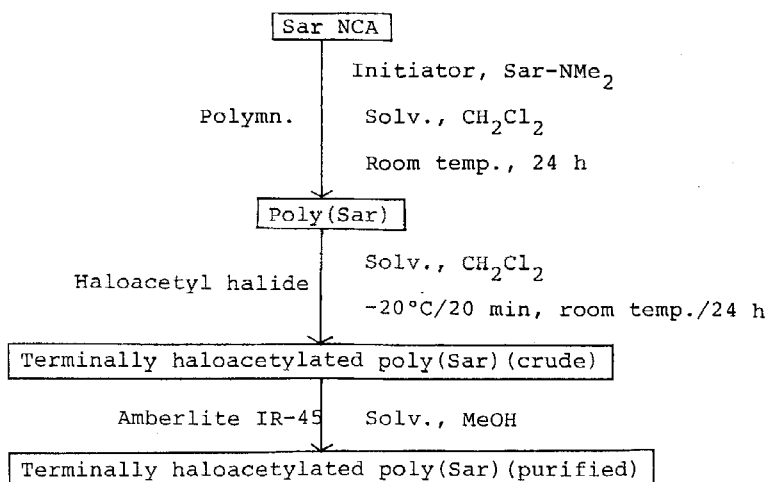 Sar NCA
Initiator, Sar-NMe2
Polymn.
Solv., CH2Cl2
Room temp., 24 h
Poly(Sar)
Haloacetyl halide
Solv., CH2Cl2
-20°C/20 min, room temp./24 h
Terminally haloacetylated poly(Sar)(crude)
Amberlite IR-45 Solv., MeOH
Terminally haloacetylated poly(Sar)(purified)